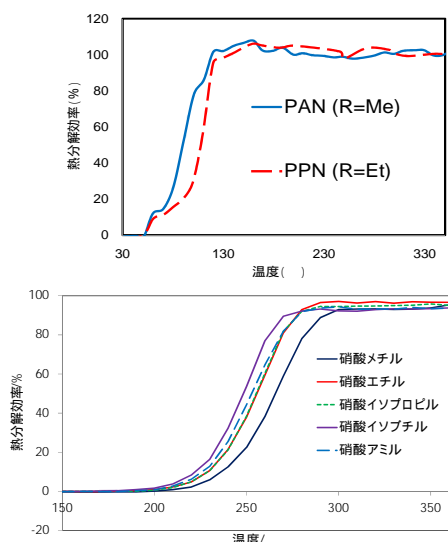 120
100
80
60
40
20
0
熱分解効率(%)
PAN (R=Me)
PPN (R=Et)
30 130 230 330
温度( )
100
80
60
40
20
0
-20
熱分解効率/%
硝酸メチル
硝酸エチル
硝酸イソプロピル
硝酸イソブチル
硝酸アミル
150 200 250 300 350
温度/